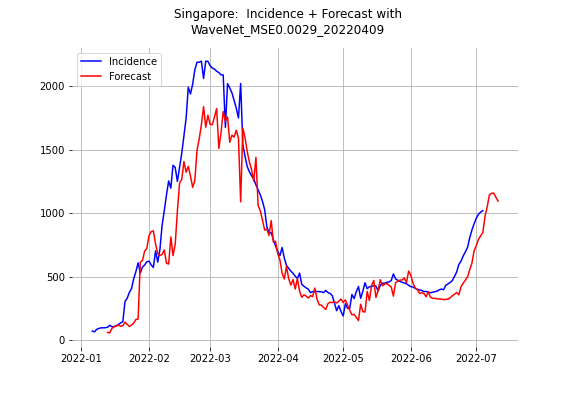 Singapore:  Incidence + Forecast with
WaveNet_MSE0.0029_20220409
Incidence
Forecast
2000
1500
1000
500
0
2022-01 2022-02 2022-03 2022-04 2022-05 2022-06 2022-07